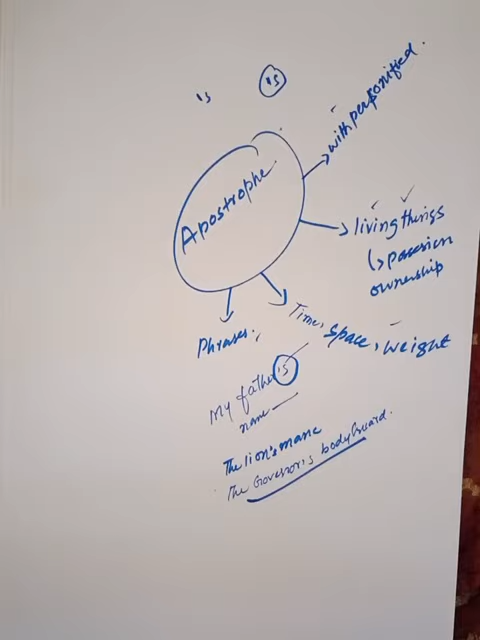 's 's
with personified.
Apostrophe
living things
↳ possesion
ownership
Time, space, weight
Phrases.
My father's
name —
The lion's mane
The Governor's bodyGuard.